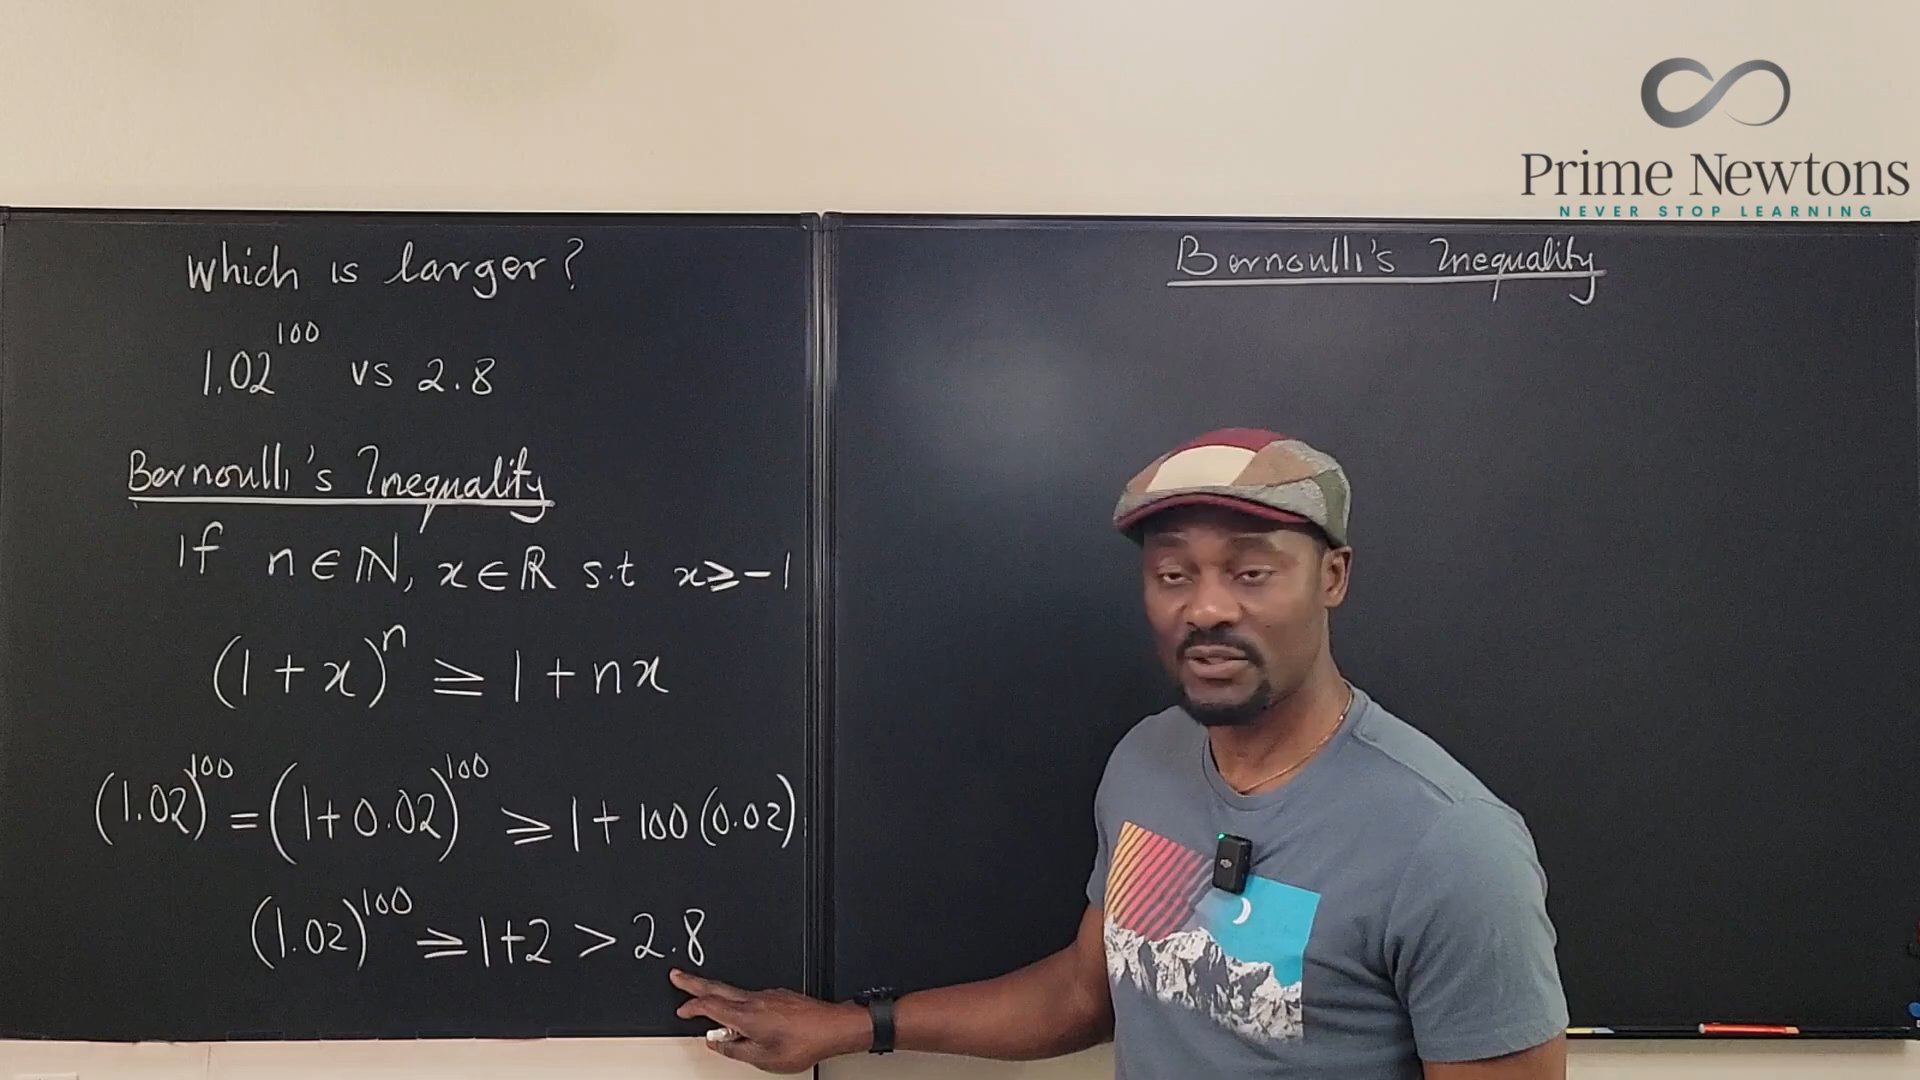 Prime Newtons
NEVER STOP LEARNING
Which is larger?
1.02^100 vs 2.8
Bernoulli's Inequality
If n∈ℕ, x∈ℝ s.t x≥-1
(1+x)^n ≥ 1+nx
(1.02)^100 = (1+0.02)^100 ≥ 1+100(0.02)
(1.02)^100 ≥ 1+2 > 2.8
Bernoulli's Inequality